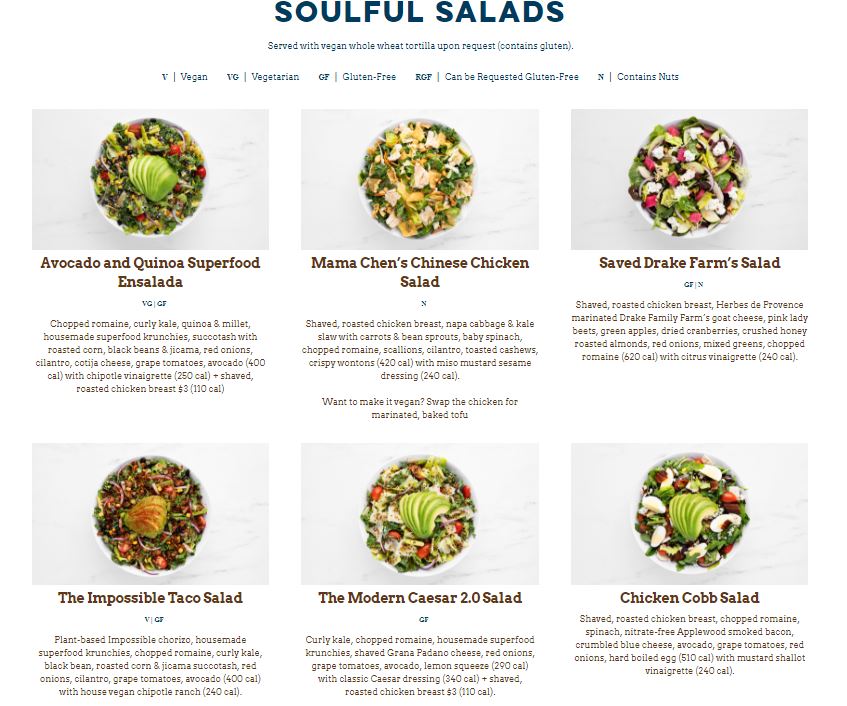 SOULFUL SALADS
Served with vegan whole wheat tortilla upon request (contains gluten).
V | Vegan VG | Vegetarian GF | Gluten-Free RGF | Can be Requested Gluten-Free N | Contains Nuts
Avocado and Quinoa Superfood
Ensalada
VG | GF
Chopped romaine, curly kale, quinoa & millet,
housemade superfood krunchies, succotash with
roasted corn, black beans & jicama, red onions,
cilantro, cotija cheese, grape tomatoes, avocado (400
cal) with chipotle vinaigrette (250 cal) + shaved,
roasted chicken breast $3 (110 cal)
Mama Chen's Chinese Chicken
Salad
N
Shaved, roasted chicken breast, napa cabbage & kale
slaw with carrots & bean sprouts, baby spinach,
chopped romaine, scallions, cilantro, toasted cashews,
crispy wontons (420 cal) with miso mustard sesame
dressing (240 cal).
Want to make it vegan? Swap the chicken for
marinated, baked tofu
Saved Drake Farm's Salad
GF | N
Shaved, roasted chicken breast, Herbes de Provence
marinated Drake Family Farm's goat cheese, pink lady
beets, green apples, dried cranberries, crushed honey
roasted almonds, red onions, mixed greens, chopped
romaine (620 cal) with citrus vinaigrette (240 cal).
The Impossible Taco Salad
V | GF
Plant-based Impossible chorizo, housemade
superfood krunchies, chopped romaine, curly kale,
black bean, roasted corn & jicama succotash, red
onions, cilantro, grape tomatoes, avocado (400 cal)
with house vegan chipotle ranch (240 cal).
The Modern Caesar 2.0 Salad
GF
Curly kale, chopped romaine, housemade superfood
krunchies, shaved Grana Padano cheese, red onions,
grape tomatoes, avocado, lemon squeeze (290 cal)
with classic Caesar dressing (340 cal) + shaved,
roasted chicken breast $3 (110 cal).
Chicken Cobb Salad
Shaved, roasted chicken breast, chopped romaine,
spinach, nitrate-free Applewood smoked bacon,
crumbled blue cheese, avocado, grape tomatoes, red
onions, hard boiled egg (510 cal) with mustard shallot
vinaigrette (240 cal).